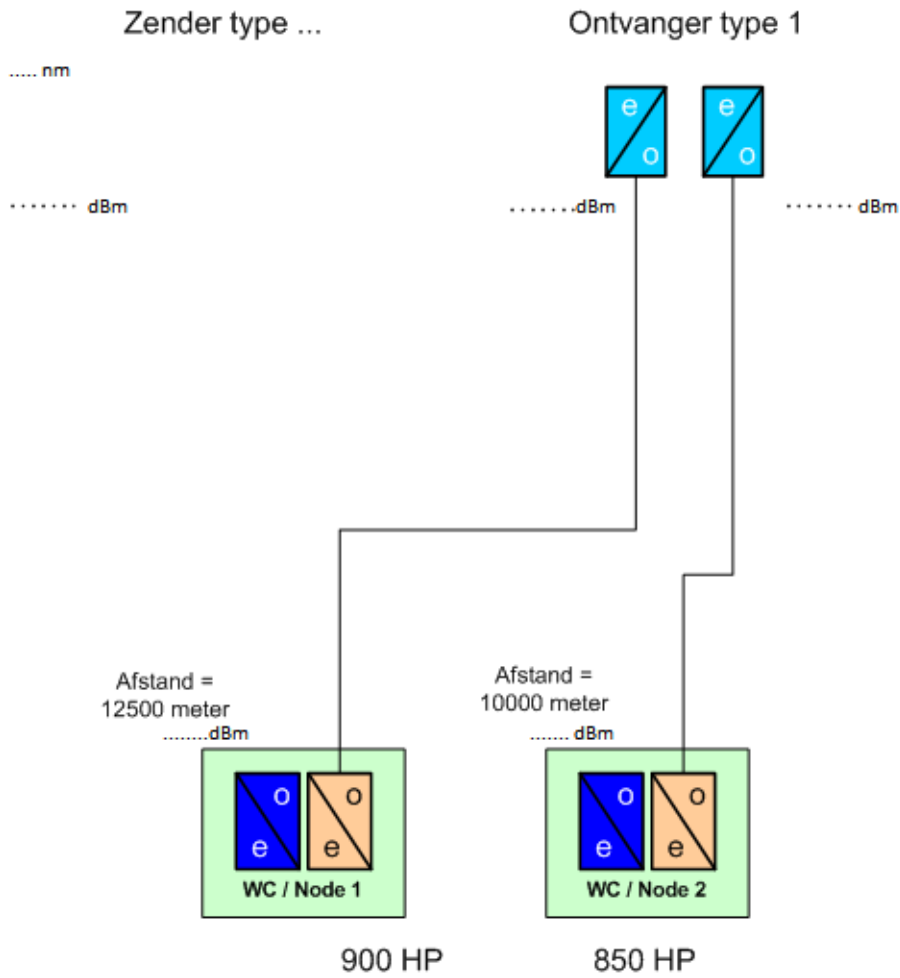 Zender type ...
Ontvanger type 1
..... nm
e
o
e
o
....... dBm
.......dBm
....... dBm
Afstand =
12500 meter
........dBm
Afstand =
10000 meter
....... dBm
o
e
o
e
WC / Node 1
o
e
o
e
WC / Node 2
900 HP
850 HP